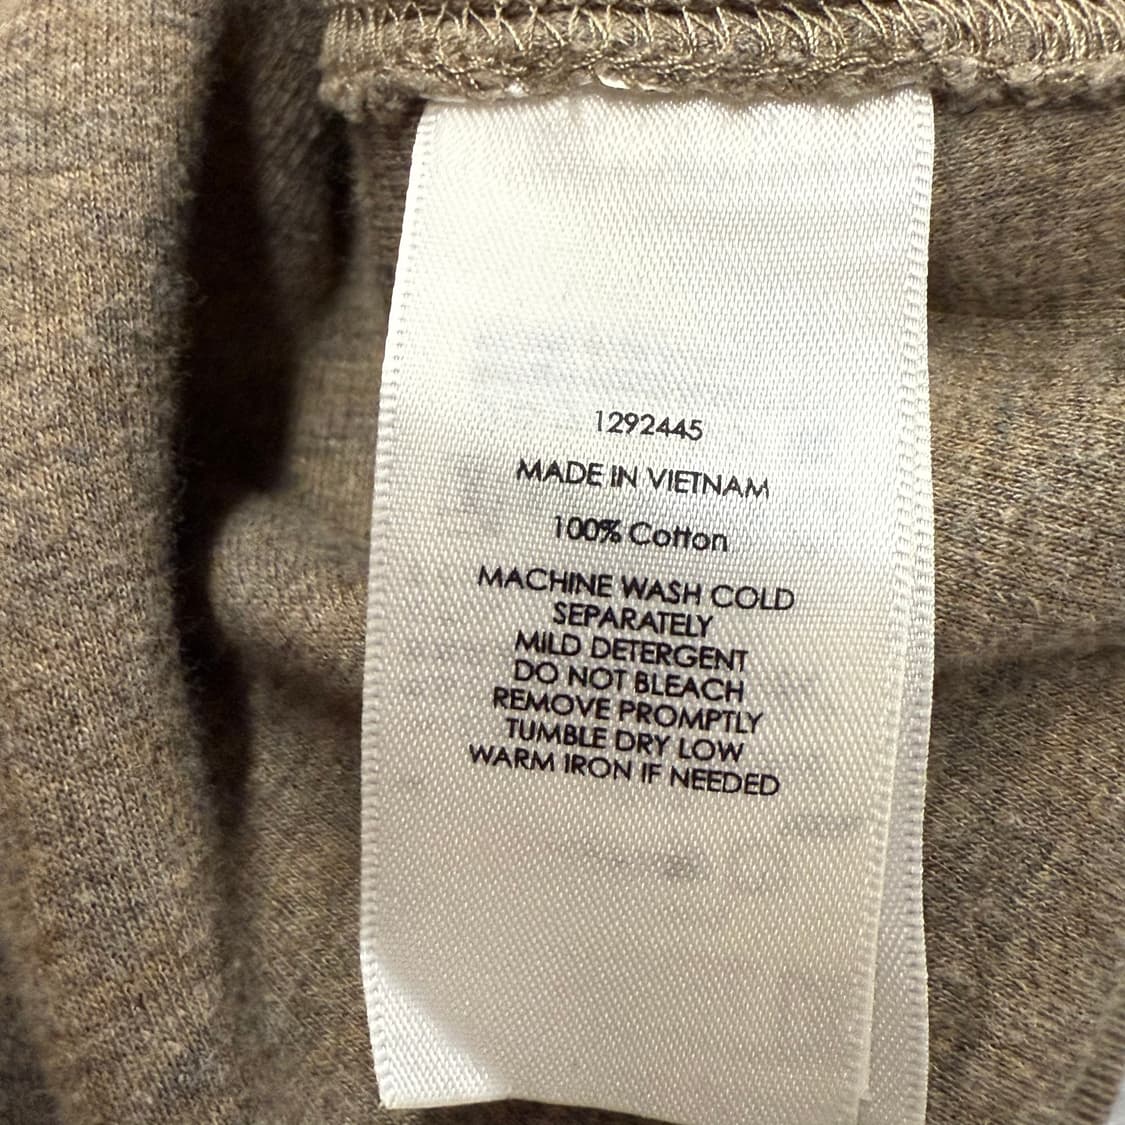 1292445
MADE IN VIETNAM
100% Cotton
MACHINE WASH COLD
SEPARATELY
MILD DETERGENT
DO NOT BLEACH
REMOVE PROMPTLY
TUMBLE DRY LOW
WARM IRON IF NEEDED